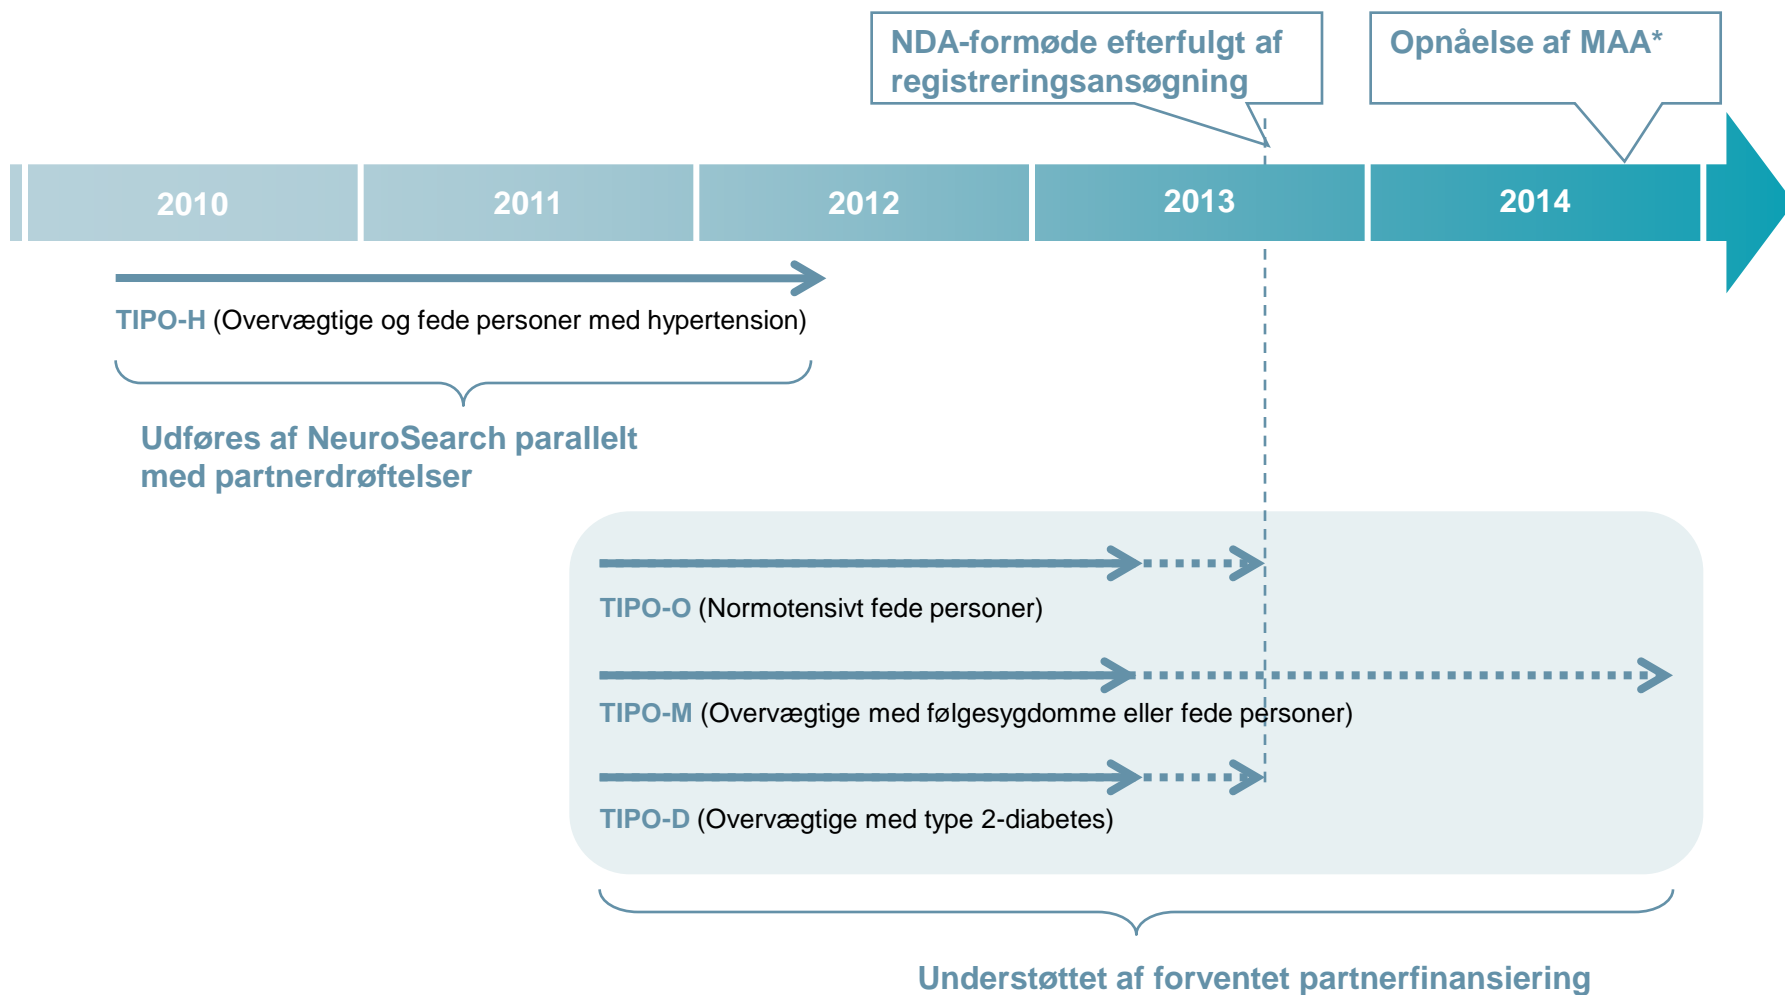 NDA-formøde efterfulgt af
registreringsansøgning
Opnåelse af MAA*
2010
2011
2012
2013
2014
TIPO-H (Overvægtige og fede personer med hypertension)
Udføres af NeuroSearch parallelt
med partnerdrøftelser
TIPO-O (Normotensivt fede personer)
TIPO-M (Overvægtige med følgesygdomme eller fede personer)
TIPO-D (Overvægtige med type 2-diabetes)
Understøttet af forventet partnerfinansiering